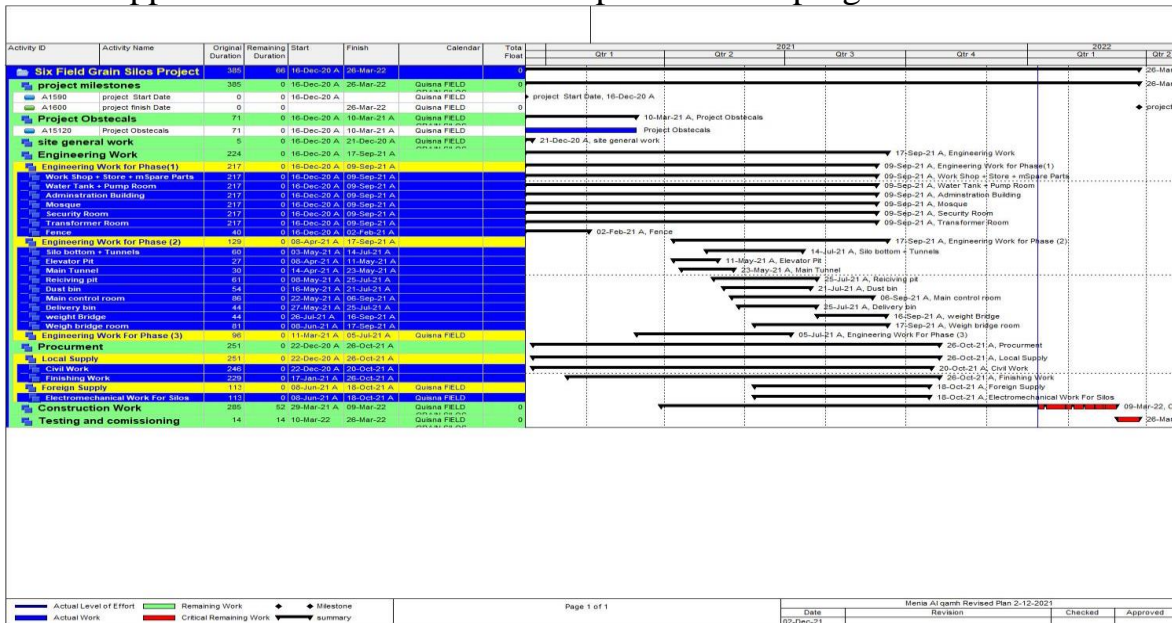 2021 2022
Activity ID Activity Name Original Duration Remaining Duration Start Finish Calendar Total Float Qtr 1 Qtr 2 Qtr 3 Qtr 4 Qtr 1 Qtr 2
Six Field Grain Silos Project 385 66 16-Dec-20 A 26-Mar-22 0
project milestones 385 0 16-Dec-20 A 26-Mar-22 Quisna FIELD 0
A1590 project Start Date 0 0 16-Dec-20 A Quisna FIELD project Start Date, 16-Dec-20 A
A1600 project finish Date 0 0 26-Mar-22 Quisna FIELD 0
Project Obstecals 71 0 16-Dec-20 A 10-Mar-21 A Quisna FIELD 10-Mar-21 A, Project Obstecals
A15120 Project Obstecals 71 0 16-Dec-20 A 10-Mar-21 A Quisna FIELD Project Obstecals
site general work 5 0 16-Dec-20 A 21-Dec-20 A Quisna FIELD 21-Dec-20 A, site general work
Engineering Work 224 0 16-Dec-20 A 17-Sep-21 A 17-Sep-21 A, Engineering Work
Engineering Work for Phase(1) 217 0 16-Dec-20 A 09-Sep-21 A 09-Sep-21 A, Engineering Work for Phase(1)
Work Shop + Store + mSpare Parts 217 0 16-Dec-20 A 09-Sep-21 A 09-Sep-21 A, Work Shop + Store + mSpare Parts
Water Tank + Pump Room 217 0 16-Dec-20 A 09-Sep-21 A 09-Sep-21 A, Water Tank + Pump Room
Adminstration Building 217 0 16-Dec-20 A 09-Sep-21 A 09-Sep-21 A, Adminstration Building
Mosque 217 0 16-Dec-20 A 09-Sep-21 A 09-Sep-21 A, Mosque
Security Room 217 0 16-Dec-20 A 09-Sep-21 A 09-Sep-21 A, Security Room
Transformer Room 217 0 16-Dec-20 A 09-Sep-21 A 09-Sep-21 A, Transformer Room
Fence 40 0 16-Dec-20 A 02-Feb-21 A 02-Feb-21 A, Fence
Engineering Work for Phase (2) 129 0 08-Apr-21 A 17-Sep-21 A 17-Sep-21 A, Engineering Work for Phase (2)
Silo bottom + Tunnels 60 0 03-May-21 A 14-Jul-21 A 14-Jul-21 A, Silo bottom + Tunnels
Elevator Pit 27 0 08-Apr-21 A 11-May-21 A 11-May-21 A, Elevator Pit
Main Tunnel 30 0 14-Apr-21 A 23-May-21 A 23-May-21 A, Main Tunnel
Reiciving pit 61 0 08-May-21 A 25-Jul-21 A 25-Jul-21 A, Reiciving pit
Dust bin 54 0 16-May-21 A 21-Jul-21 A 21-Jul-21 A, Dust bin
Main control room 86 0 22-May-21 A 06-Sep-21 A 06-Sep-21 A, Main control room
Delivery bin 44 0 27-May-21 A 25-Jul-21 A 25-Jul-21 A, Delivery bin
weight Bridge 44 0 26-Jul-21 A 16-Sep-21 A 16-Sep-21 A, weight Bridge
Weigh bridge room 81 0 08-Jun-21 A 17-Sep-21 A 17-Sep-21 A, Weigh bridge room
Engineering Work For Phase (3) 96 0 11-Mar-21 A 05-Jul-21 A Quisna FIELD 05-Jul-21 A, Engineering Work For Phase (3)
Procurment 251 0 22-Dec-20 A 26-Oct-21 A 26-Oct-21 A, Procurment
Local Supply 251 0 22-Dec-20 A 26-Oct-21 A 26-Oct-21 A, Local Supply
Civil Work 246 0 22-Dec-20 A 20-Oct-21 A 20-Oct-21 A, Civil Work
Finishing Work 229 0 17-Jan-21 A 26-Oct-21 A 26-Oct-21 A, Finishing Work
Foreign Supply 113 0 08-Jun-21 A 18-Oct-21 A Quisna FIELD 18-Oct-21 A, Foreign Supply
Electromechanical Work For Silos 113 0 08-Jun-21 A 18-Oct-21 A Quisna FIELD 18-Oct-21 A, Electromechanical Work For Silos
Construction Work 285 52 29-Mar-21 A 09-Mar-22 Quisna FIELD 0 09-Mar-22, C
Testing and comissioning 14 14 10-Mar-22 26-Mar-22 Quisna FIELD 0
Actual Level of Effort Remaining Work Milestone
Actual Work Critical Remaining Work summary
Page 1 of 1
Menia Al qamh Revised Plan 2-12-2021
Date Revision Checked Approved
02-Dec-21